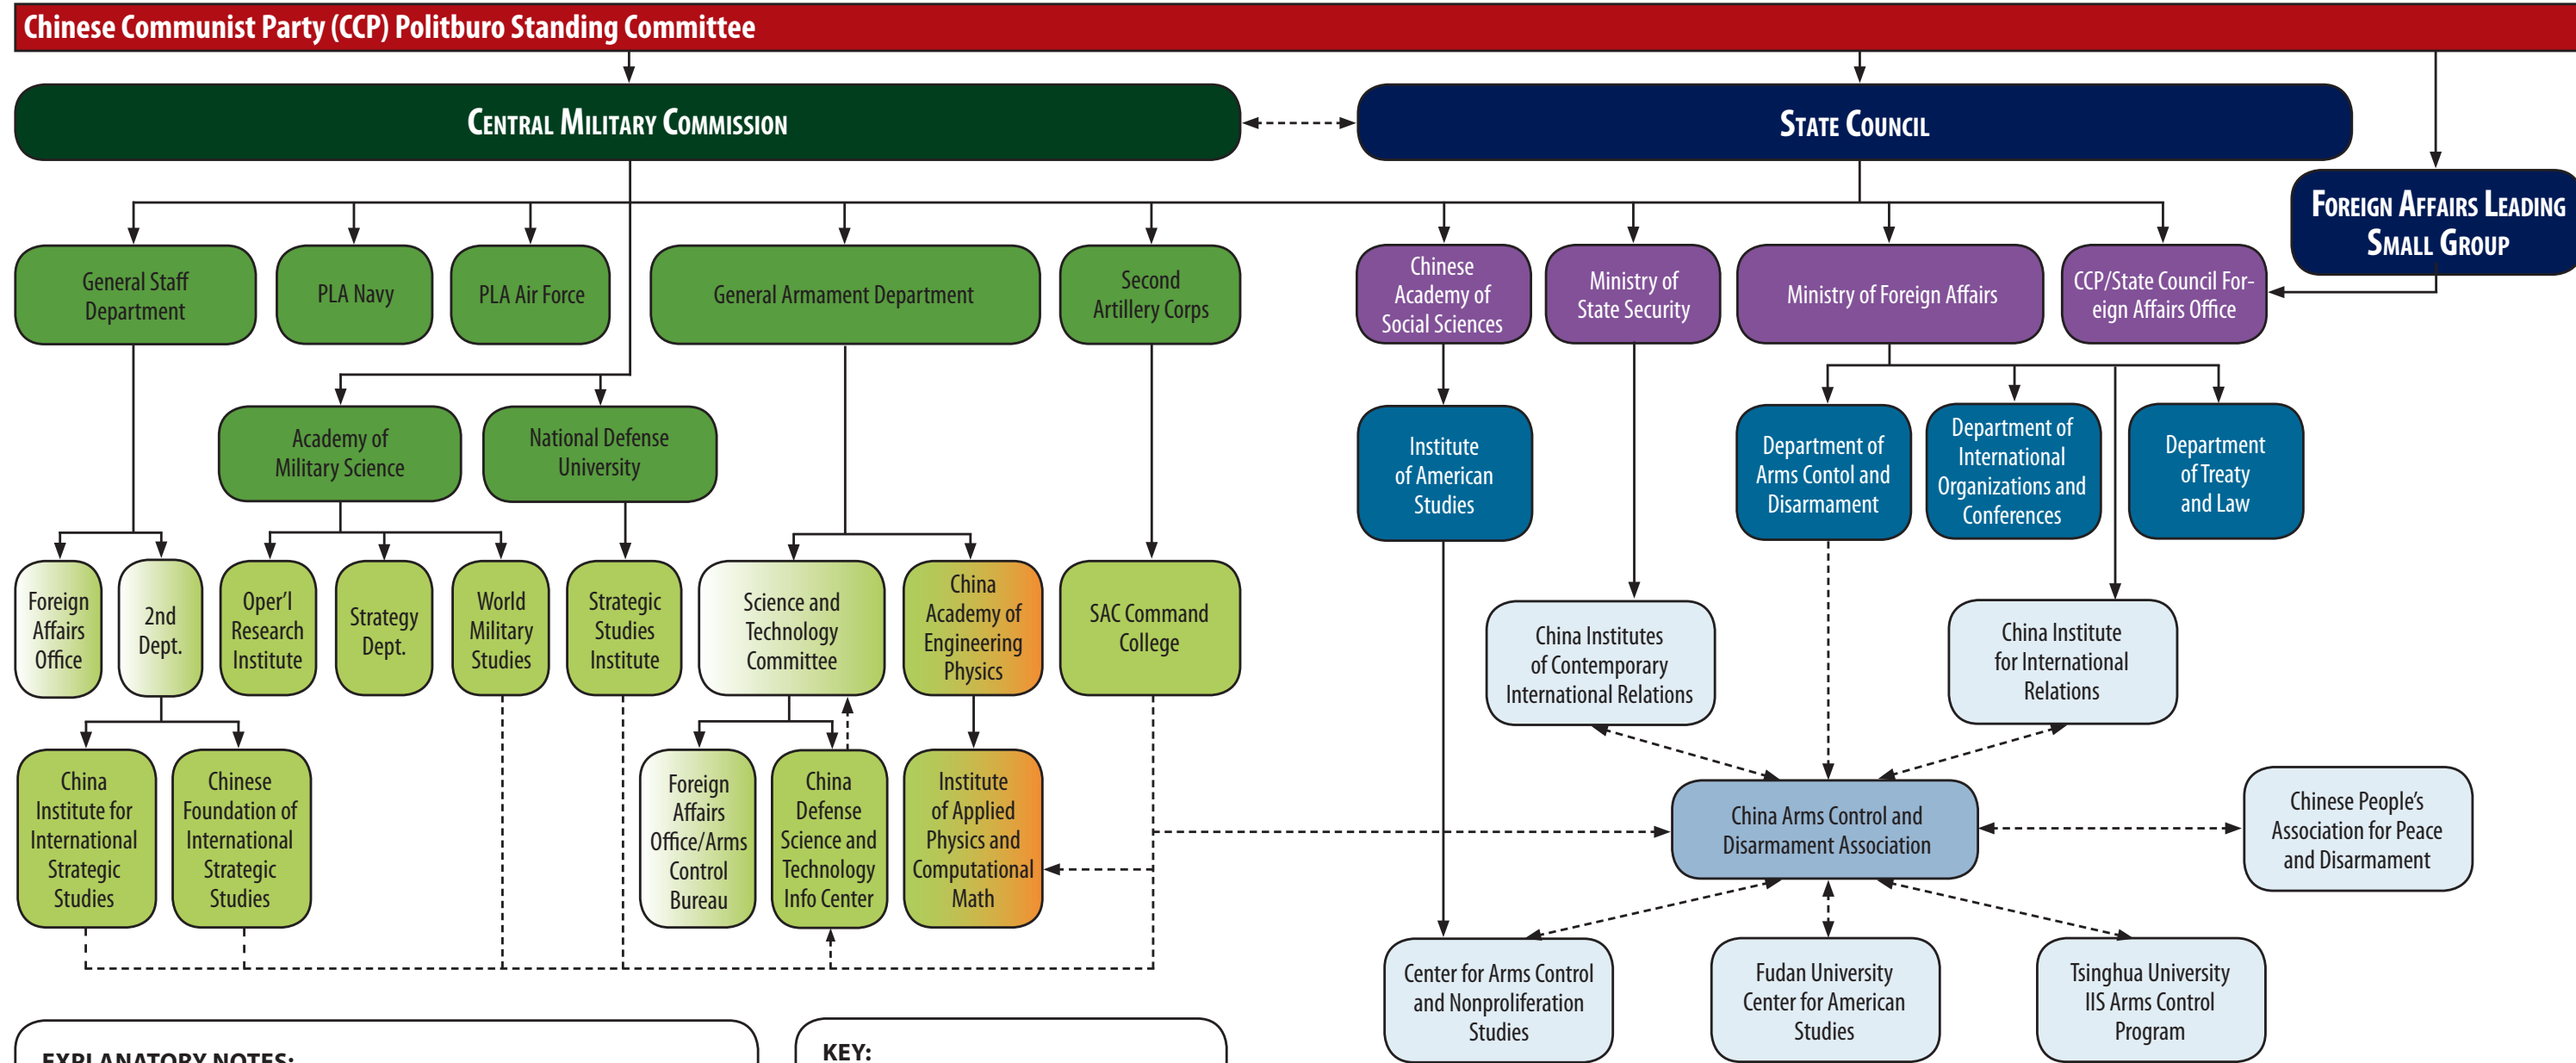 Chinese Communist Party (CCP) Politburo Standing Committee
Central Military Commission
State Council
Foreign Affairs Leading
Small Group
General Staff
Department
PLA Navy
PLA Air Force
General Armament Department
Second
Artillery Corps
Chinese
Academy of
Social Sciences
Ministry of
State Security
Ministry of Foreign Affairs
CCP/State Council For-
eign Affairs Office
Academy of
Military Science
National Defense
University
Institute
of American
Studies
Department of
Arms Contol and
Disarmament
Department of
International
Organizations and
Conferences
Department
of Treaty
and Law
Foreign
Affairs
Office
2nd
Dept.
Oper'l
Research
Institute
Strategy
Dept.
World
Military
Studies
Strategic
Studies
Institute
Science and
Technology
Committee
China
Academy of
Engineering
Physics
SAC Command
College
China Institutes
of Contemporary
International Relations
China Institute
for International
Relations
China
Institute for
International
Strategic
Studies
Chinese
Foundation of
International
Strategic
Studies
Foreign
Affairs
Office/Arms
Control
Bureau
China
Defense
Science and
Technology
Info Center
Institute
of Applied
Physics and
Computational
Math
China Arms Control and
Disarmament Association
Chinese People's
Association for Peace
and Disarmament
Center for Arms Control
and Nonproliferation
Studies
Fudan University
Center for American
Studies
Tsinghua University
IIS Arms Control
Program
EXPLANATORY NOTES:
KEY: